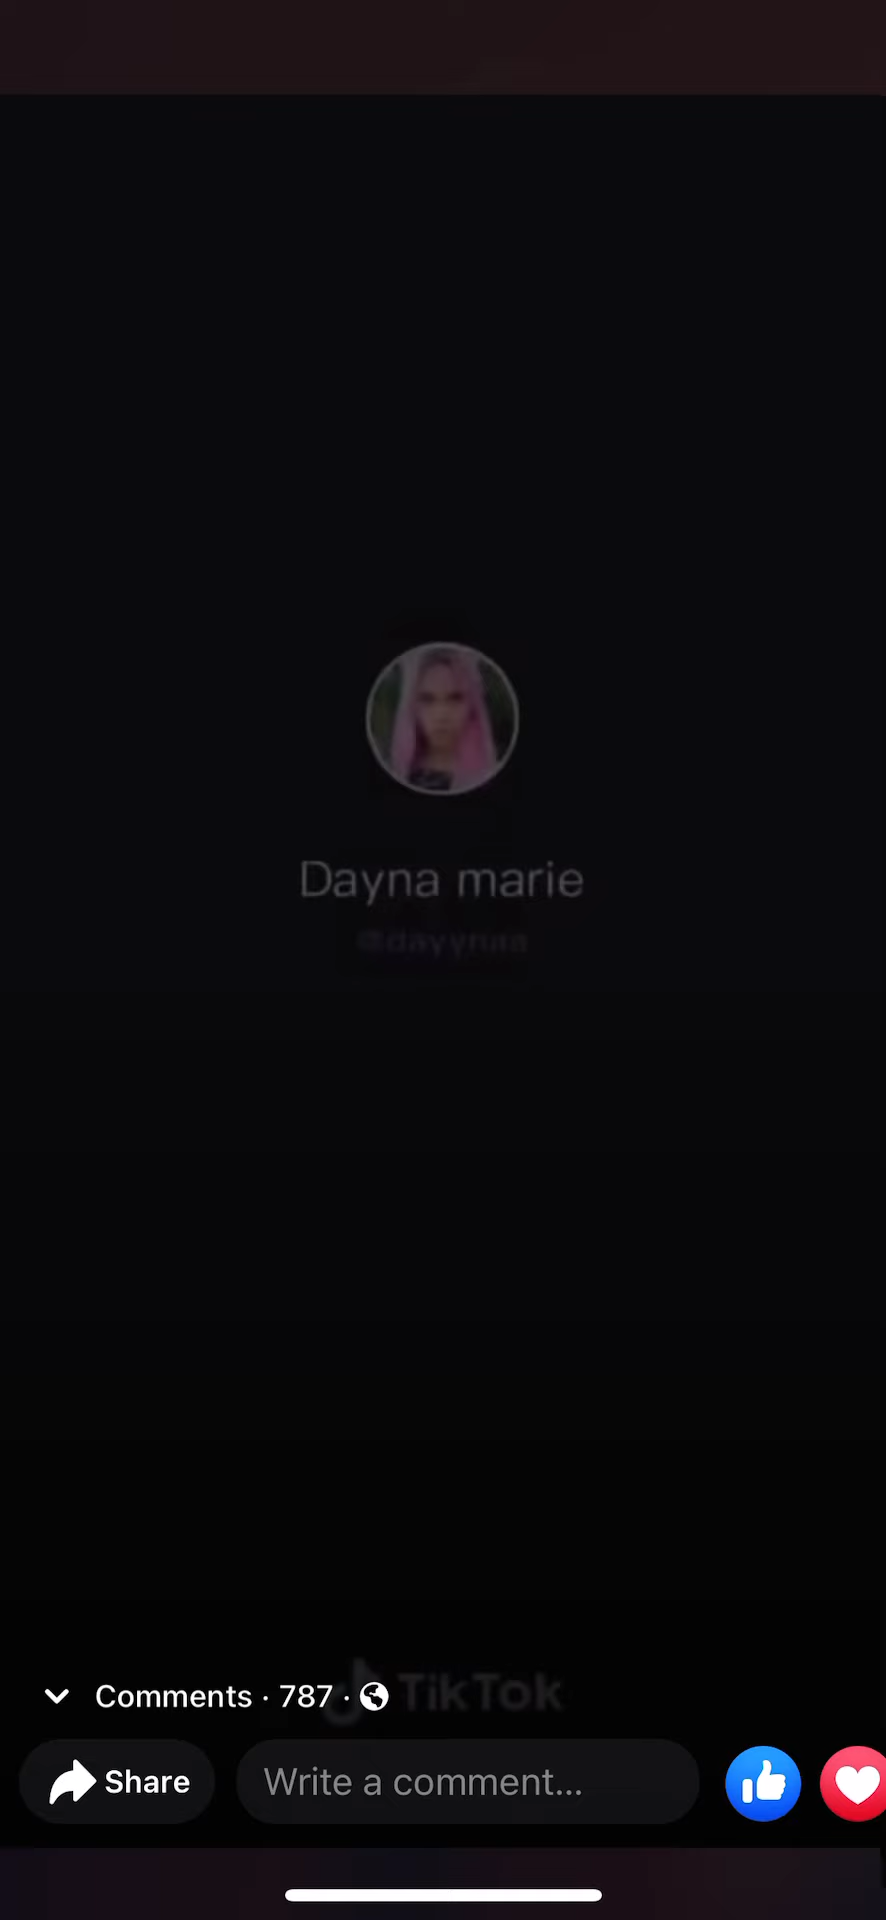 Dayna marie
Comments · 787 ·
TikTok
Share
Write a comment...